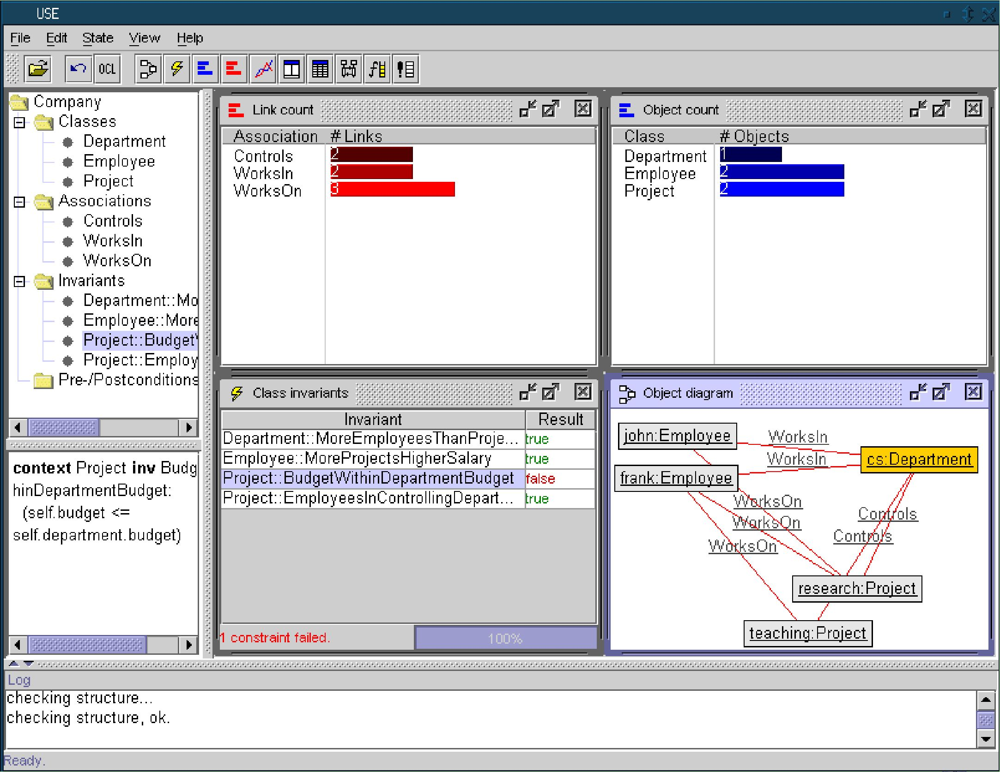 USE
File Edit State View Help
OCL
Company
Classes
Department
Employee
Project
Associations
Controls
WorksIn
WorksOn
Invariants
Department::Mo
Employee::More
Project::Budget
Project::Employ
Pre-/Postconditions
context Project inv Budg
hinDepartmentBudget:
(self.budget <=
self.department.budget)
Link count
Association # Links
Controls 2
WorksIn 2
WorksOn 3
Object count
Class # Objects
Department 1
Employee 2
Project 2
Class invariants
Invariant Result
Department::MoreEmployeesThanProje... true
Employee::MoreProjectsHigherSalary true
Project::BudgetWithinDepartmentBudget false
Project::EmployeesInControllingDepart... true
1 constraint failed. 100%
Object diagram
john:Employee
WorksIn
cs:Department
WorksIn
frank:Employee
WorksOn
Controls
WorksOn
Controls
WorksOn
research:Project
teaching:Project
Log
checking structure...
checking structure, ok.
Ready.